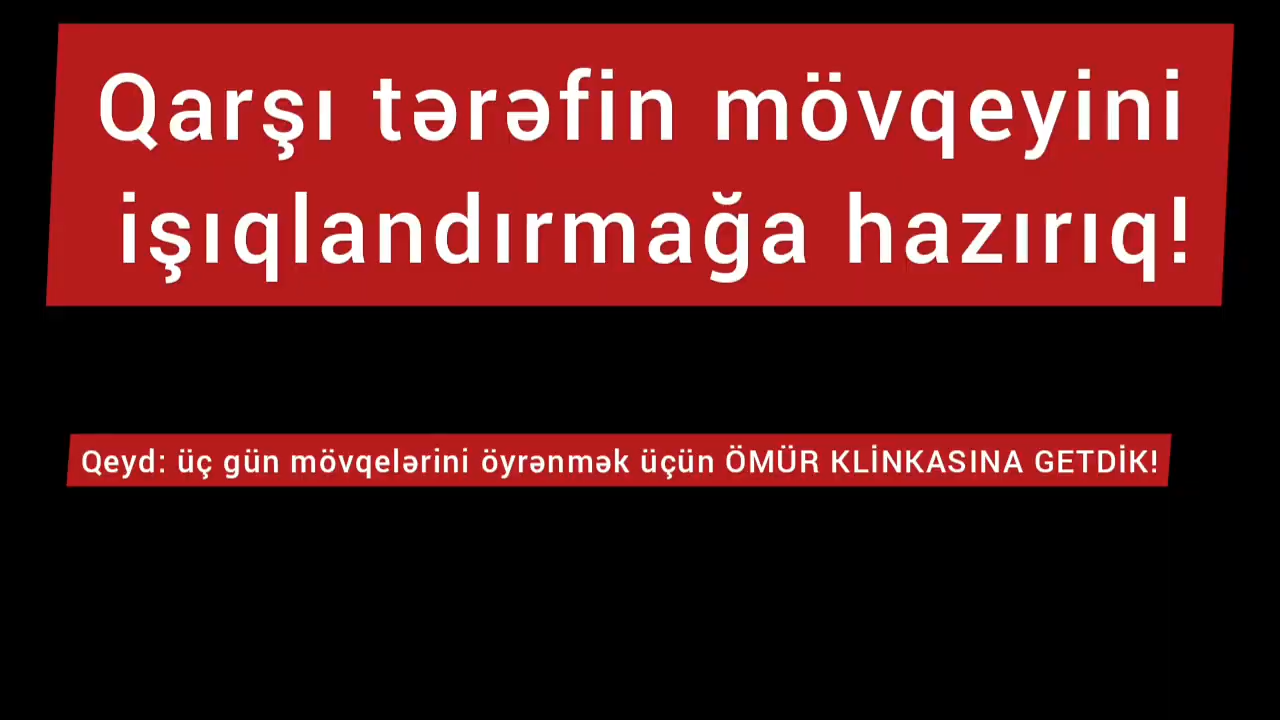 Qarşı tərəfin mövqeyini
işıqlandırmağa hazırıq!
Qeyd: üç gün mövqelərini öyrənmək üçün ÖMÜR KLİNKASINA GETDİK!